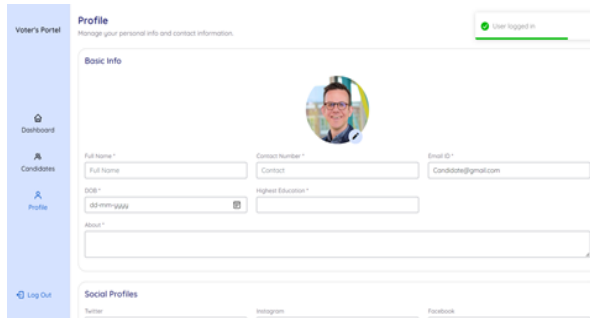 Voter's Portal
Profile
Manage your personal info and contact information.
User logged in
Basic Info
Dashboard
Candidates
Profile
Log Out
Full Name *
Contact Number *
Email ID:*
Full Name
Contact
Candidate@gmail.com
DOB *
Highest Education *
dd-mm-yyyy
About *
Social Profiles
Twitter
Instagram
Facebook